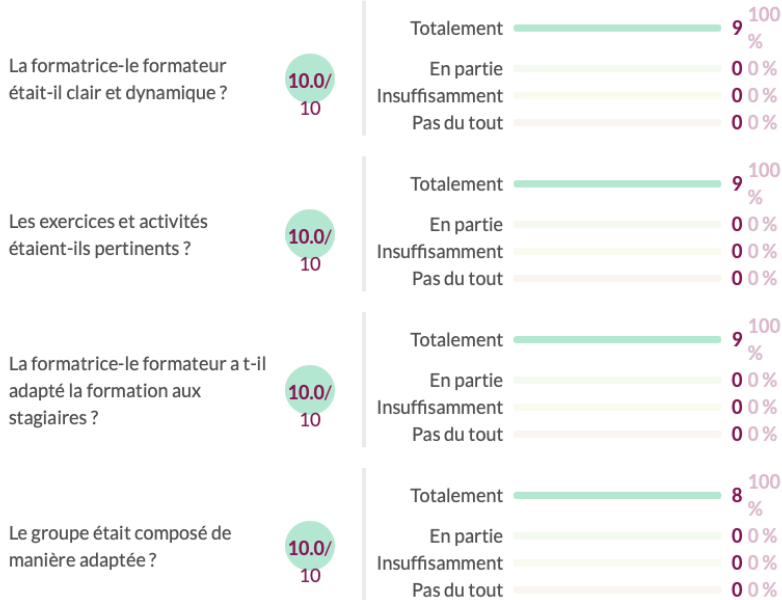 La formatrice-le formateur
était-il clair et dynamique ?
10.0/
10
Totalement 9 100
%
En partie 0 0 %
Insuffisamment 0 0 %
Pas du tout 0 0 %
Les exercices et activités
étaient-ils pertinents ?
10.0/
10
Totalement 9 100
%
En partie 0 0 %
Insuffisamment 0 0 %
Pas du tout 0 0 %
La formatrice-le formateur a t-il
adapté la formation aux
stagiaires ?
10.0/
10
Totalement 9 100
%
En partie 0 0 %
Insuffisamment 0 0 %
Pas du tout 0 0 %
Le groupe était composé de
manière adaptée ?
10.0/
10
Totalement 8 100
%
En partie 0 0 %
Insuffisamment 0 0 %
Pas du tout 0 0 %